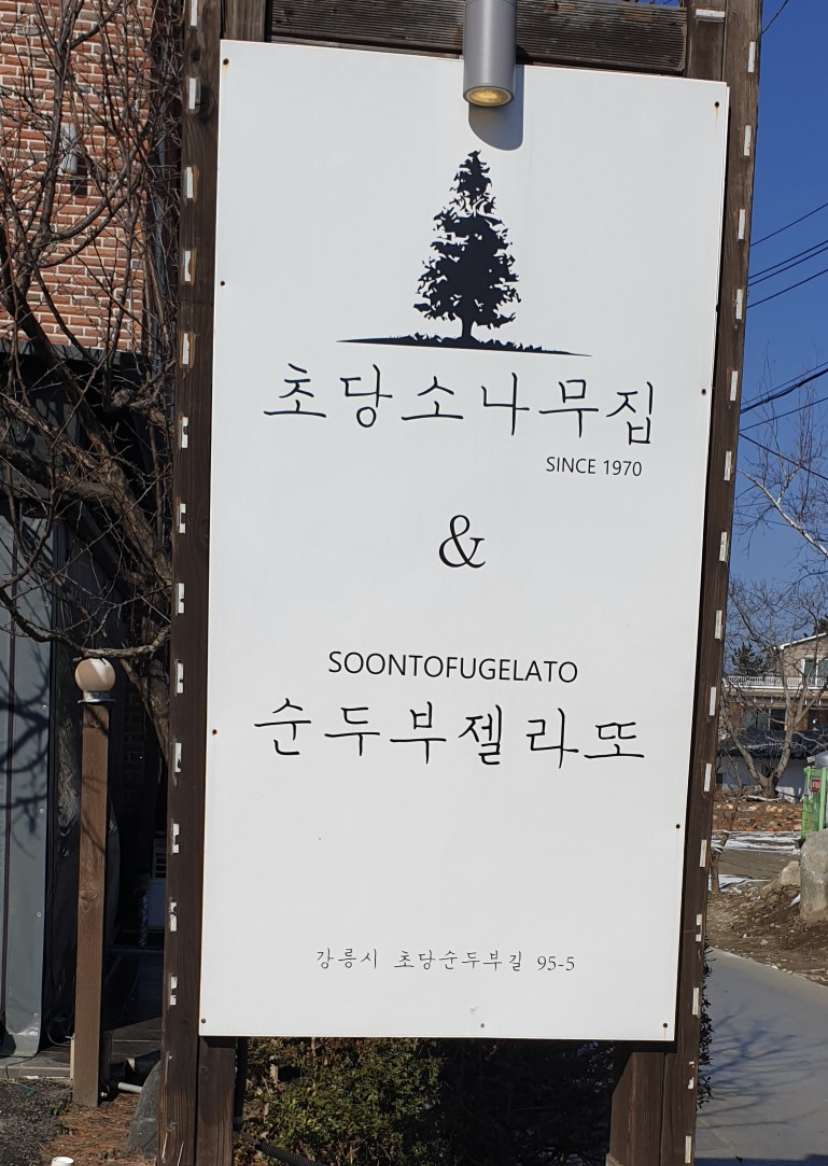 초당소나무집
SINCE 1970
&
SOONTOFUGELATO
순두부젤라또
강릉시 초당순두부길 95-5